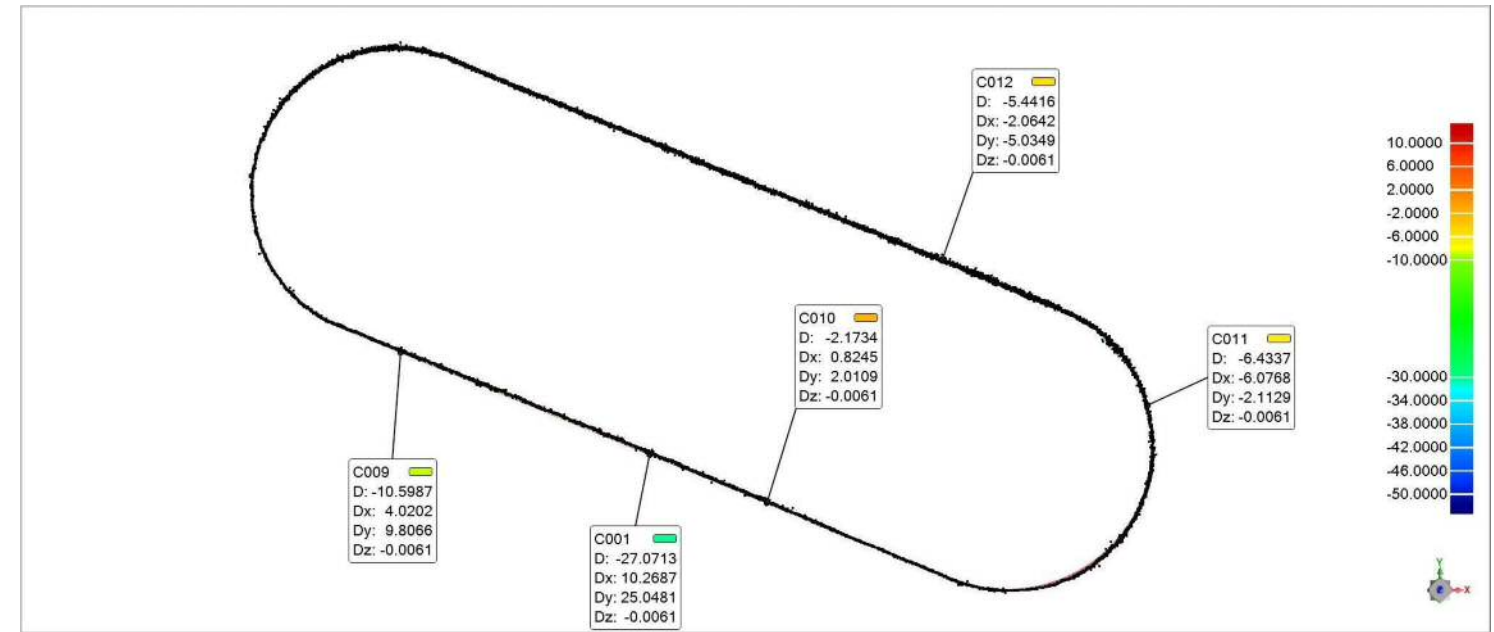 C012
D: -5.4416
Dx: -2.0642
Dy: -5.0349
Dz: -0.0061
C010
D: -2.1734
Dx: 0.8245
Dy: 2.0109
Dz: -0.0061
C011
D: -6.4337
Dx: -6.0768
Dy: -2.1129
Dz: -0.0061
C009
D: -10.5987
Dx: 4.0202
Dy: 9.8066
Dz: -0.0061
C001
D: -27.0713
Dx: 10.2687
Dy: 25.0481
Dz: -0.0061
10.0000
6.0000
2.0000
-2.0000
-6.0000
-10.0000
-30.0000
-34.0000
-38.0000
-42.0000
-46.0000
-50.0000
Y
X